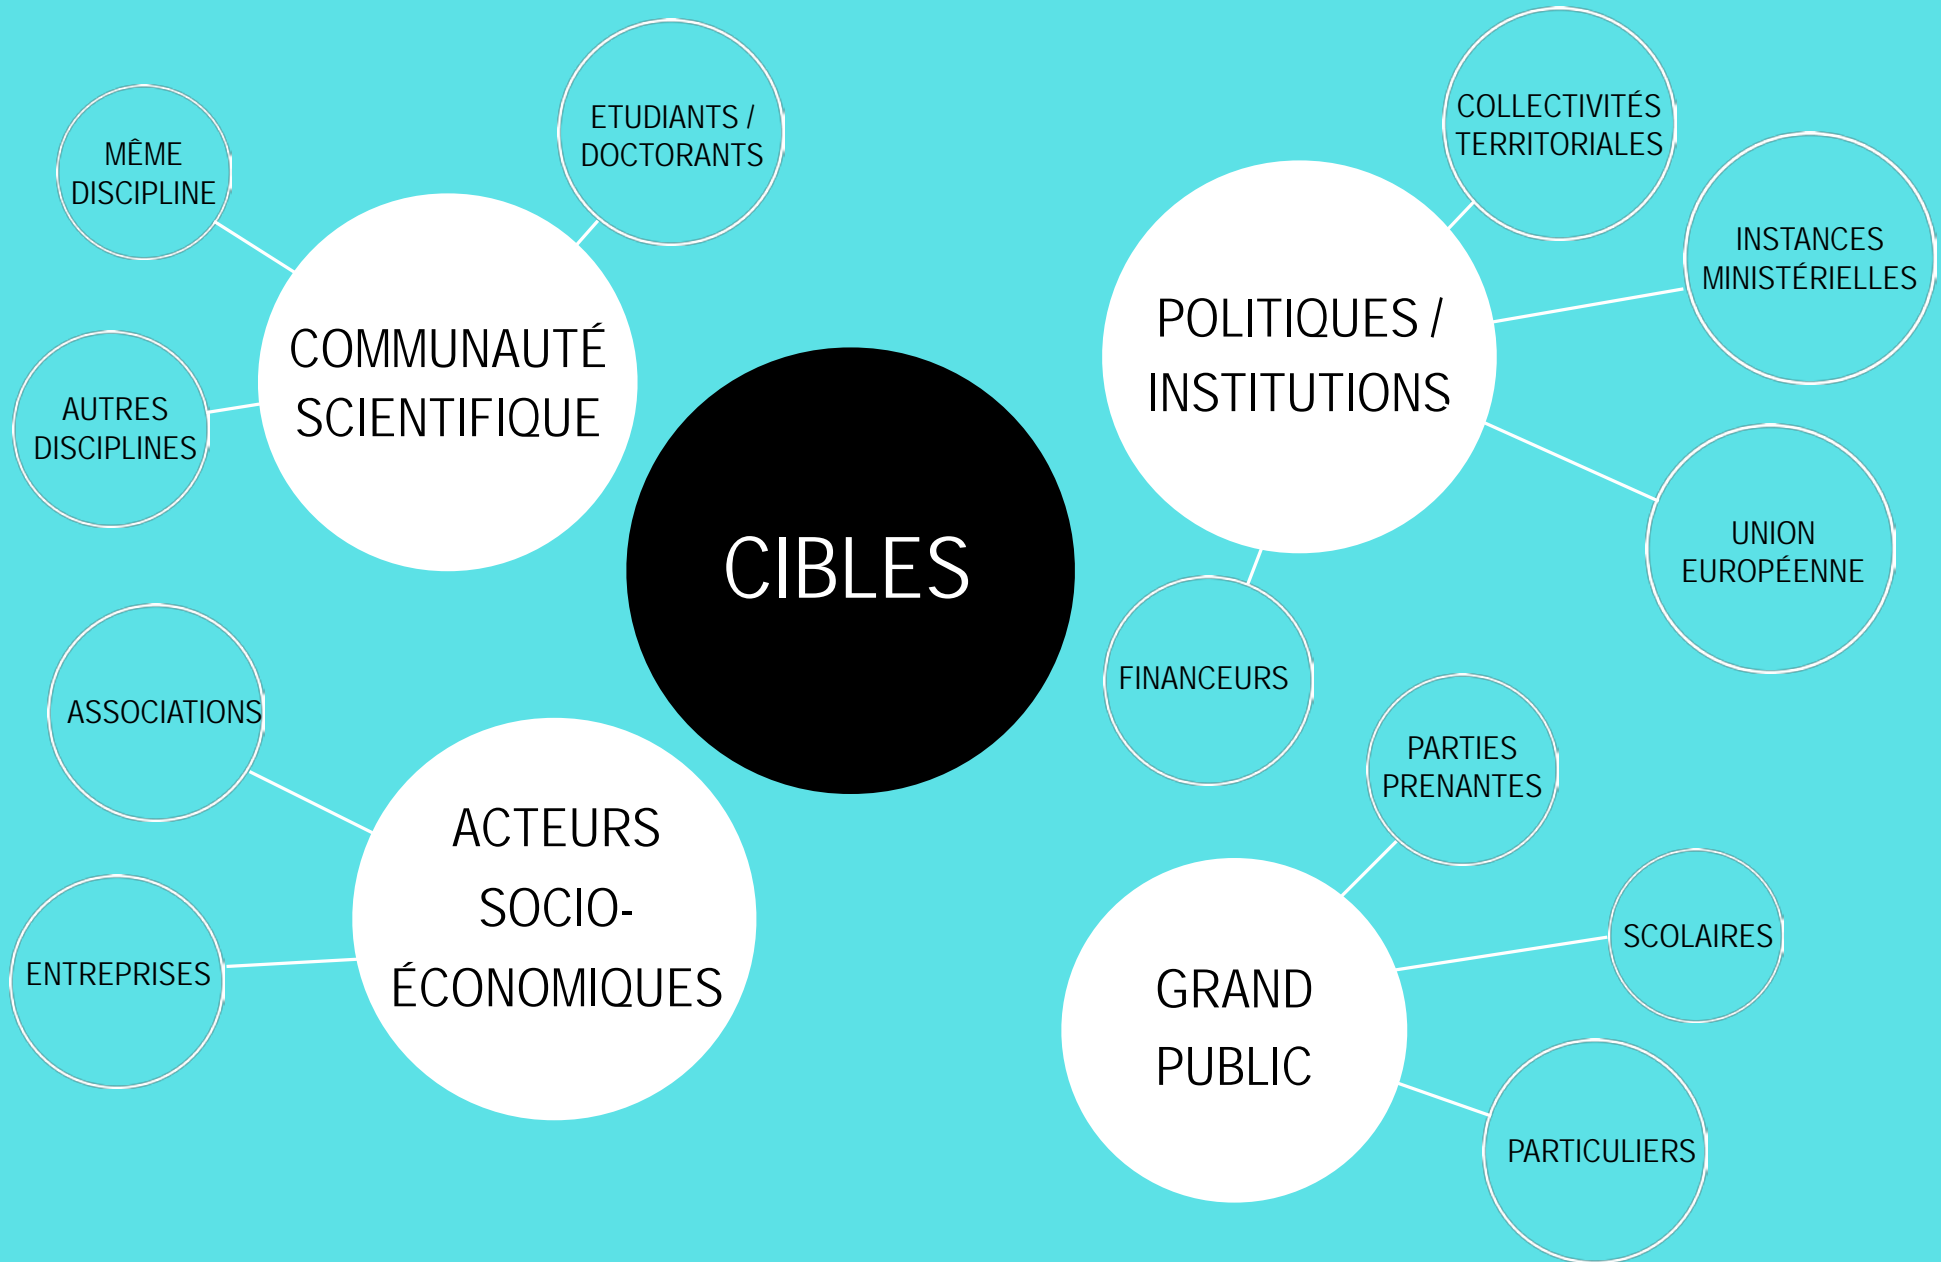 CIBLES
COMMUNAUTÉ
SCIENTIFIQUE
MÊME
DISCIPLINE
ETUDIANTS /
DOCTORANTS
AUTRES
DISCIPLINES
POLITIQUES /
INSTITUTIONS
COLLECTIVITÉS
TERRITORIALES
INSTANCES
MINISTÉRIELLES
UNION
EUROPÉENNE
FINANCEURS
ACTEURS
SOCIO-
ÉCONOMIQUES
ASSOCIATIONS
ENTREPRISES
GRAND
PUBLIC
PARTIES
PRENANTES
SCOLAIRES
PARTICULIERS